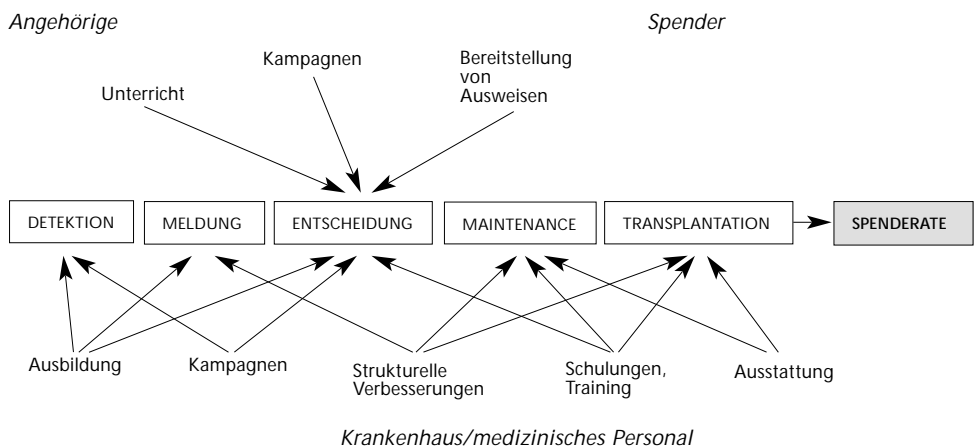 Angehörige
Spender
Kampagnen
Bereitstellung
von
Ausweisen
Unterricht
DETEKTION
MELDUNG
ENTSCHEIDUNG
MAINTENANCE
TRANSPLANTATION
SPENDERATE
Ausbildung
Kampagnen
Strukturelle
Verbesserungen
Schulungen,
Training
Ausstattung
Krankenhaus/medizinisches Personal